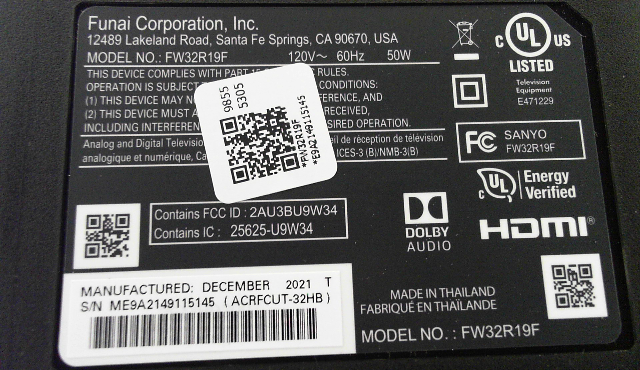 Funai Corporation, Inc.
12489 Lakeland Road, Santa Fe Springs, CA 90670, USA
MODEL NO.: FW32R19F 120V～ 60Hz 50W
THIS DEVICE COMPLIES WITH PART RULES.
OPERATION IS SUBJECT
(1) THIS DEVICE MAY NO FERENCE, AND
(2) THIS DEVICE MUST A RECEIVED,
INCLUDING INTERFEREN SIRED OPERATION.
Analog and Digital Televisio eil de réception de télévision
analogique et numérique, Ca ICES-3 (B)/NMB-3(B)
9855
5305
*FW32R19F
*E9A2149115145
c UL US
LISTED
Television
Equipment
E471229
FC SANYO
FW32R19F
c UL Energy
Verified
Contains FCC ID : 2AU3BU9W34
Contains IC : 25625-U9W34
DOLBY
AUDIO
HDMI®
MANUFACTURED: DECEMBER 2021 T
S/N ME9A2149115145 (ACRFCUT-32HB)
MADE IN THAILAND
FABRIQUÉ EN THAÏLANDE
MODEL NO. : FW32R19F